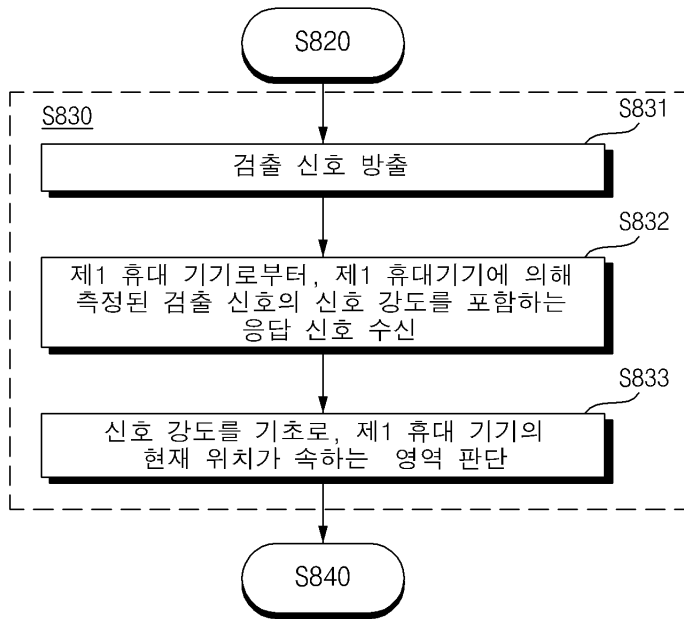 S820
S830
S831
검출 신호 방출
S832
제1 휴대 기기로부터, 제1 휴대기기에 의해
측정된 검출 신호의 신호 강도를 포함하는
응답 신호 수신
S833
신호 강도를 기초로, 제1 휴대 기기의
현재 위치가 속하는 영역 판단
S840